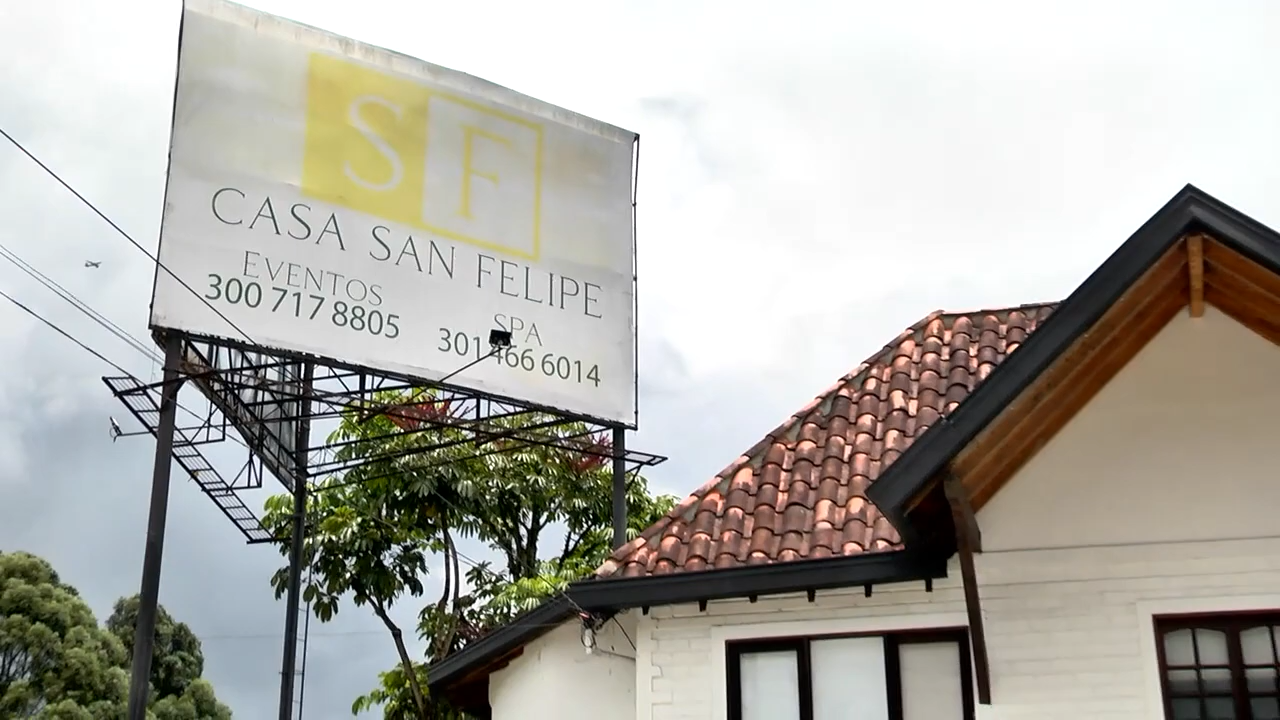 SF
CASA SAN FELIPE
EVENTOS
300 717 8805
SPA
301 466 6014